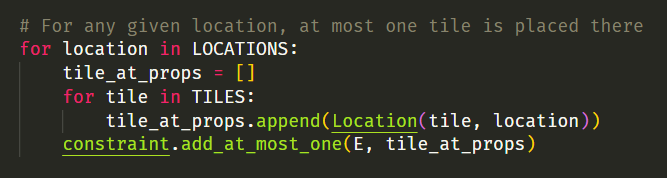 # For any given location, at most one tile is placed there
for location in LOCATIONS:
    tile_at_props = []
    for tile in TILES:
        tile_at_props.append(Location(tile, location))
    constraint.add_at_most_one(E, tile_at_props)